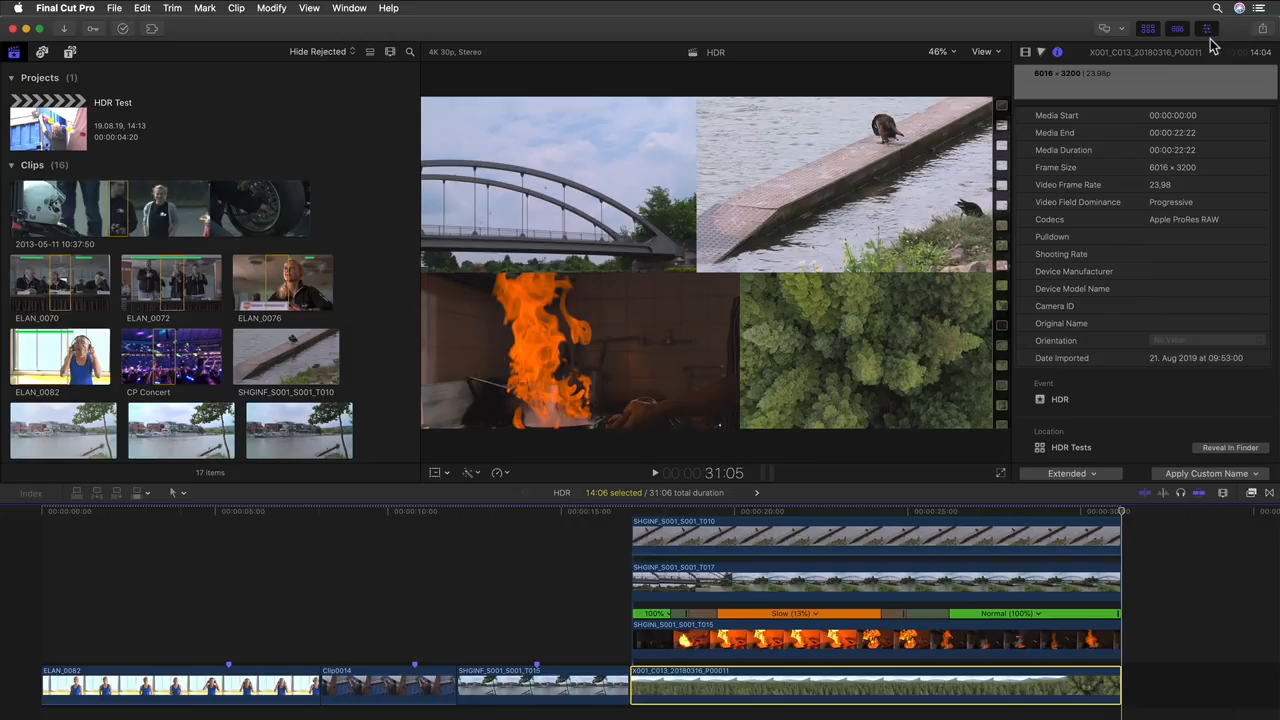 Final Cut Pro File Edit Trim Mark Clip Modify View Window Help
Hide Rejected
4K 30p, Stereo
HDR
46%
View
X001_C013_20180316_P00011
14:04
Projects (1)
HDR Test
19.08.19, 14:13
00:00:04:20
Clips (16)
2013-05-11 10:37:50
ELAN_0070
ELAN_0072
ELAN_0076
ELAN_0082
CP Concert
SHGINF_S001_S001_T010
17 items
6016 × 3200 | 23,98p
Media Start 00:00:00:00
Media End 00:00:22:22
Media Duration 00:00:22:22
Frame Size 6016 × 3200
Video Frame Rate 23,98
Video Field Dominance Progressive
Codecs Apple ProRes RAW
Pulldown
Shooting Rate
Device Manufacturer
Device Model Name
Camera ID
Original Name
Orientation No Value
Date Imported 21. Aug 2019 at 09:53:00
Event
HDR
Location
HDR Tests
Reveal In Finder
Extended
Apply Custom Name
00:00 31:05
Index
HDR
14:06 selected / 31:06 total duration
00:00:00:00
00:00:05:00
00:00:10:00
00:00:15:00
00:00:20:00
00:00:25:00
SHGINF_S001_S001_T010
SHGINF_S001_S001_T017
100%
Slow (13%)
Normal (100%)
SHGINF_S001_S001_T015
ELAN_0082
Clip0014
SHGINF_S001_S001_T015
X001_C013_20180316_P00011